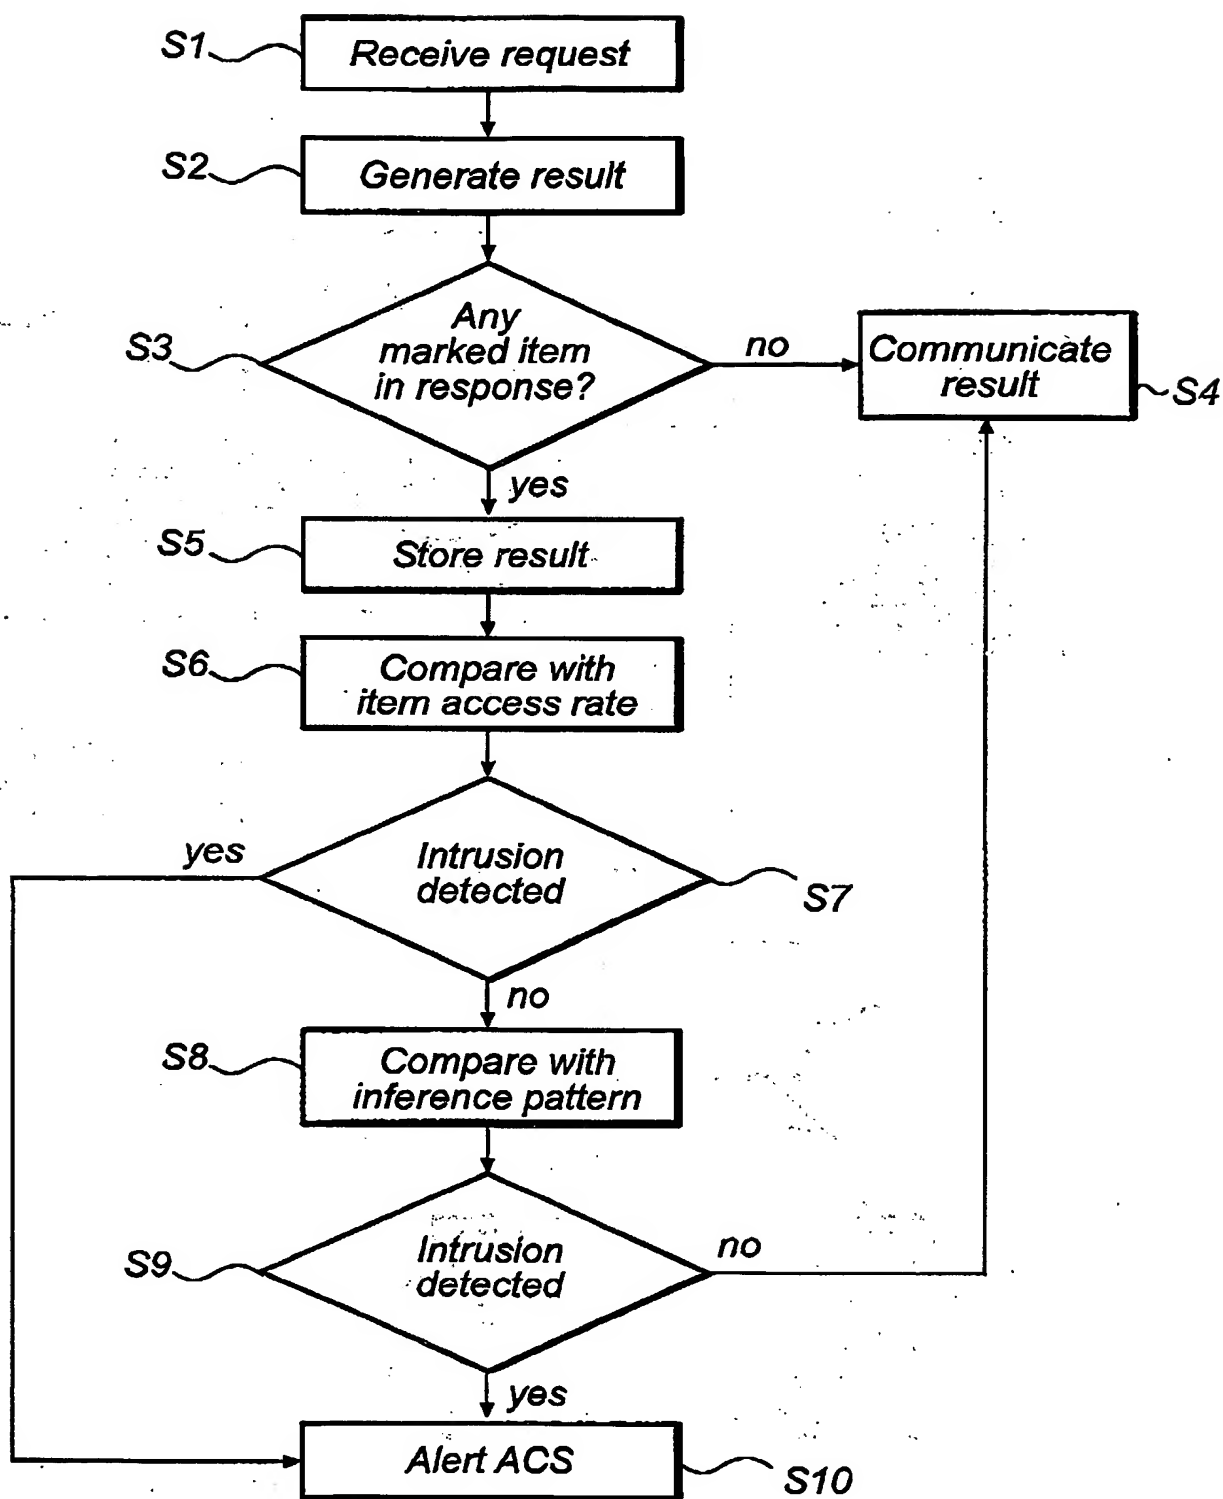 S1
Receive request
S2
Generate result
S3
Any
marked item
in response?
no
Communicate
result
S4
yes
S5
Store result
S6
Compare with
item access rate
yes
Intrusion
detected
S7
no
S8
Compare with
inference pattern
S9
Intrusion
detected
no
yes
Alert ACS
S10